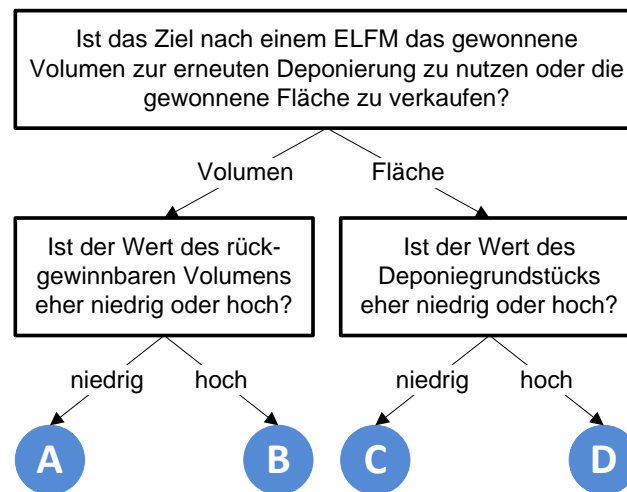 Ist das Ziel nach einem ELFM das gewonnene
Volumen zur erneuten Deponierung zu nutzen oder die
gewonnene Fläche zu verkaufen?
Volumen
Fläche
Ist der Wert des rück-
gewinnbaren Volumens
eher niedrig oder hoch?
Ist der Wert des
Deponiegrundstücks
eher niedrig oder hoch?
niedrig
hoch
niedrig
hoch
A
B
C
D